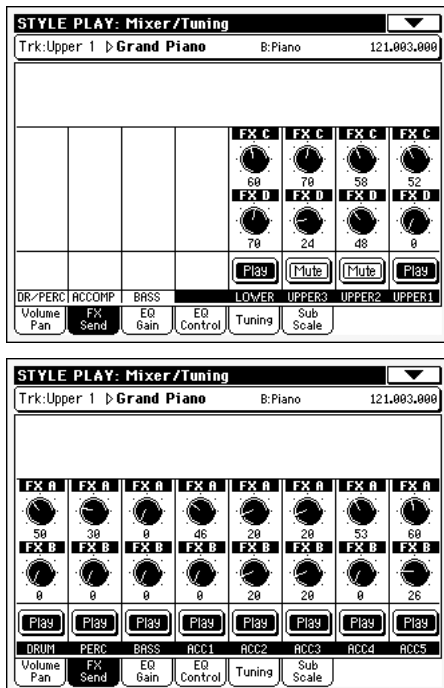 STYLE PLAY: Mixer/Tuning
Trk:Upper 1 ▷Grand Piano B:Piano 121.003.000
FX C FX C FX C FX C
60 70 58 52
FX D FX D FX D FX D
70 24 48 0
Play Mute Mute Play
DR/PERC ACCOMP BASS LOWER UPPER3 UPPER2 UPPER1
Volume Pan FX Send EQ Gain EQ Control Tuning Sub Scale
STYLE PLAY: Mixer/Tuning
Trk:Upper 1 ▷Grand Piano B:Piano 121.003.000
FX A FX A FX A FX A FX A FX A FX A FX A
50 30 0 46 20 20 53 60
FX B FX B FX B FX B FX B FX B FX B FX B
0 0 0 0 20 20 0 26
Play Play Play Play Play Play Play Play
DRUM PERC BASS ACC1 ACC2 ACC3 ACC4 ACC5
Volume Pan FX Send EQ Gain EQ Control Tuning Sub Scale